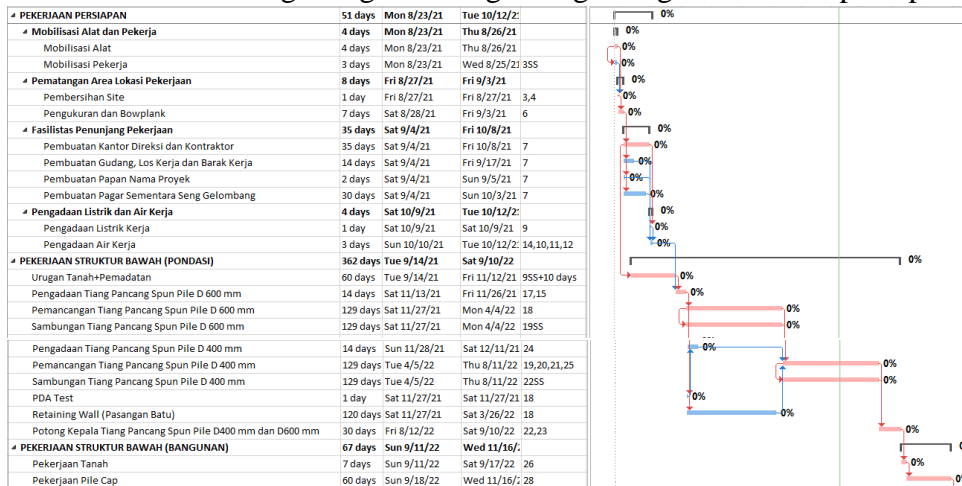 PEKERJAAN PERSIAPAN 51 days Mon 8/23/21 Tue 10/12/2 0%
Mobilisasi Alat dan Pekerja 4 days Mon 8/23/21 Thu 8/26/21 0%
Mobilisasi Alat 4 days Mon 8/23/21 Thu 8/26/21 0%
Mobilisasi Pekerja 3 days Mon 8/23/21 Wed 8/25/21 3SS 0%
Pematangan Area Lokasi Pekerjaan 8 days Fri 8/27/21 Fri 9/3/21 0%
Pembersihan Site 1 day Fri 8/27/21 Fri 8/27/21 3,4 0%
Pengukuran dan Bowplank 7 days Sat 8/28/21 Fri 9/3/21 6 0%
Fasilistas Penunjang Pekerjaan 35 days Sat 9/4/21 Fri 10/8/21 0%
Pembuatan Kantor Direksi dan Kontraktor 35 days Sat 9/4/21 Fri 10/8/21 7 0%
Pembuatan Gudang, Los Kerja dan Barak Kerja 14 days Sat 9/4/21 Fri 9/17/21 7 0%
Pembuatan Papan Nama Proyek 2 days Sat 9/4/21 Sun 9/5/21 7 0%
Pembuatan Pagar Sementara Seng Gelombang 30 days Sat 9/4/21 Sun 10/3/21 7 0%
Pengadaan Listrik dan Air Kerja 4 days Sat 10/9/21 Tue 10/12/2 0%
Pengadaan Listrik Kerja 1 day Sat 10/9/21 Sat 10/9/21 9 0%
Pengadaan Air Kerja 3 days Sun 10/10/21 Tue 10/12/2 14,10,11,12 0%
PEKERJAAN STRUKTUR BAWAH (PONDASI) 362 days Tue 9/14/21 Sat 9/10/22 0%
Urugan Tanah+Pemadatan 60 days Tue 9/14/21 Fri 11/12/21 9SS+10 days 0%
Pengadaan Tiang Pancang Spun Pile D 600 mm 14 days Sat 11/13/21 Fri 11/26/21 17,15 0%
Pemancangan Tiang Pancang Spun Pile D 600 mm 129 days Sat 11/27/21 Mon 4/4/22 18 0%
Sambungan Tiang Pancang Spun Pile D 600 mm 129 days Sat 11/27/21 Mon 4/4/22 19SS 0%
Pengadaan Tiang Pancang Spun Pile D 400 mm 14 days Sun 11/28/21 Sat 12/11/21 24 0%
Pemancangan Tiang Pancang Spun Pile D 400 mm 129 days Tue 4/5/22 Thu 8/11/22 19,20,21,25 0%
Sambungan Tiang Pancang Spun Pile D 400 mm 129 days Tue 4/5/22 Thu 8/11/22 22SS 0%
PDA Test 1 day Sat 11/27/21 Sat 11/27/21 18 0%
Retaining Wall (Pasangan Batu) 120 days Sat 11/27/21 Sat 3/26/22 18 0%
Potong Kepala Tiang Pancang Spun Pile D400 mm dan D600 mm 30 days Fri 8/12/22 Sat 9/10/22 22,23 0%
PEKERJAAN STRUKTUR BAWAH (BANGUNAN) 67 days Sun 9/11/22 Wed 11/16/ 0%
Pekerjaan Tanah 7 days Sun 9/11/22 Sat 9/17/22 26 0%
Pekerjaan Pile Cap 60 days Sun 9/18/22 Wed 11/16/2 28